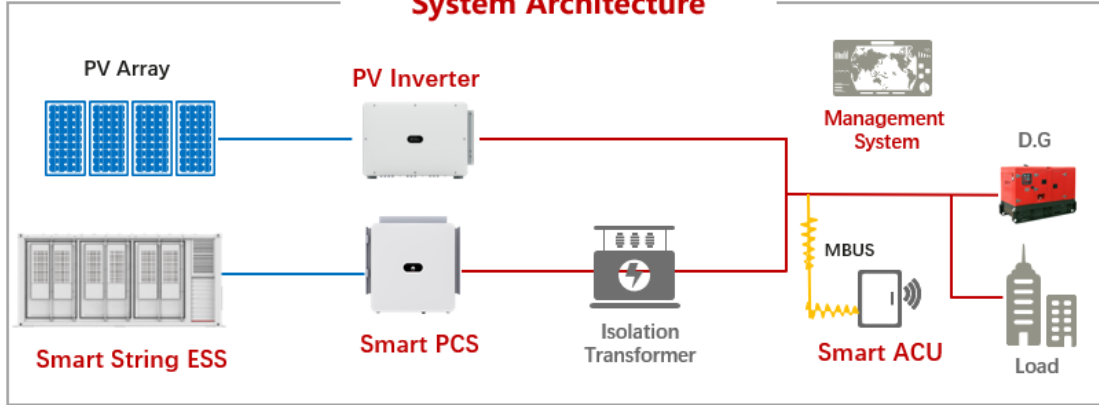 System Architecture
PV Array
PV Inverter
Management
System
D.G
MBUS
Smart String ESS
Smart PCS
Isolation
Transformer
Smart ACU
Load